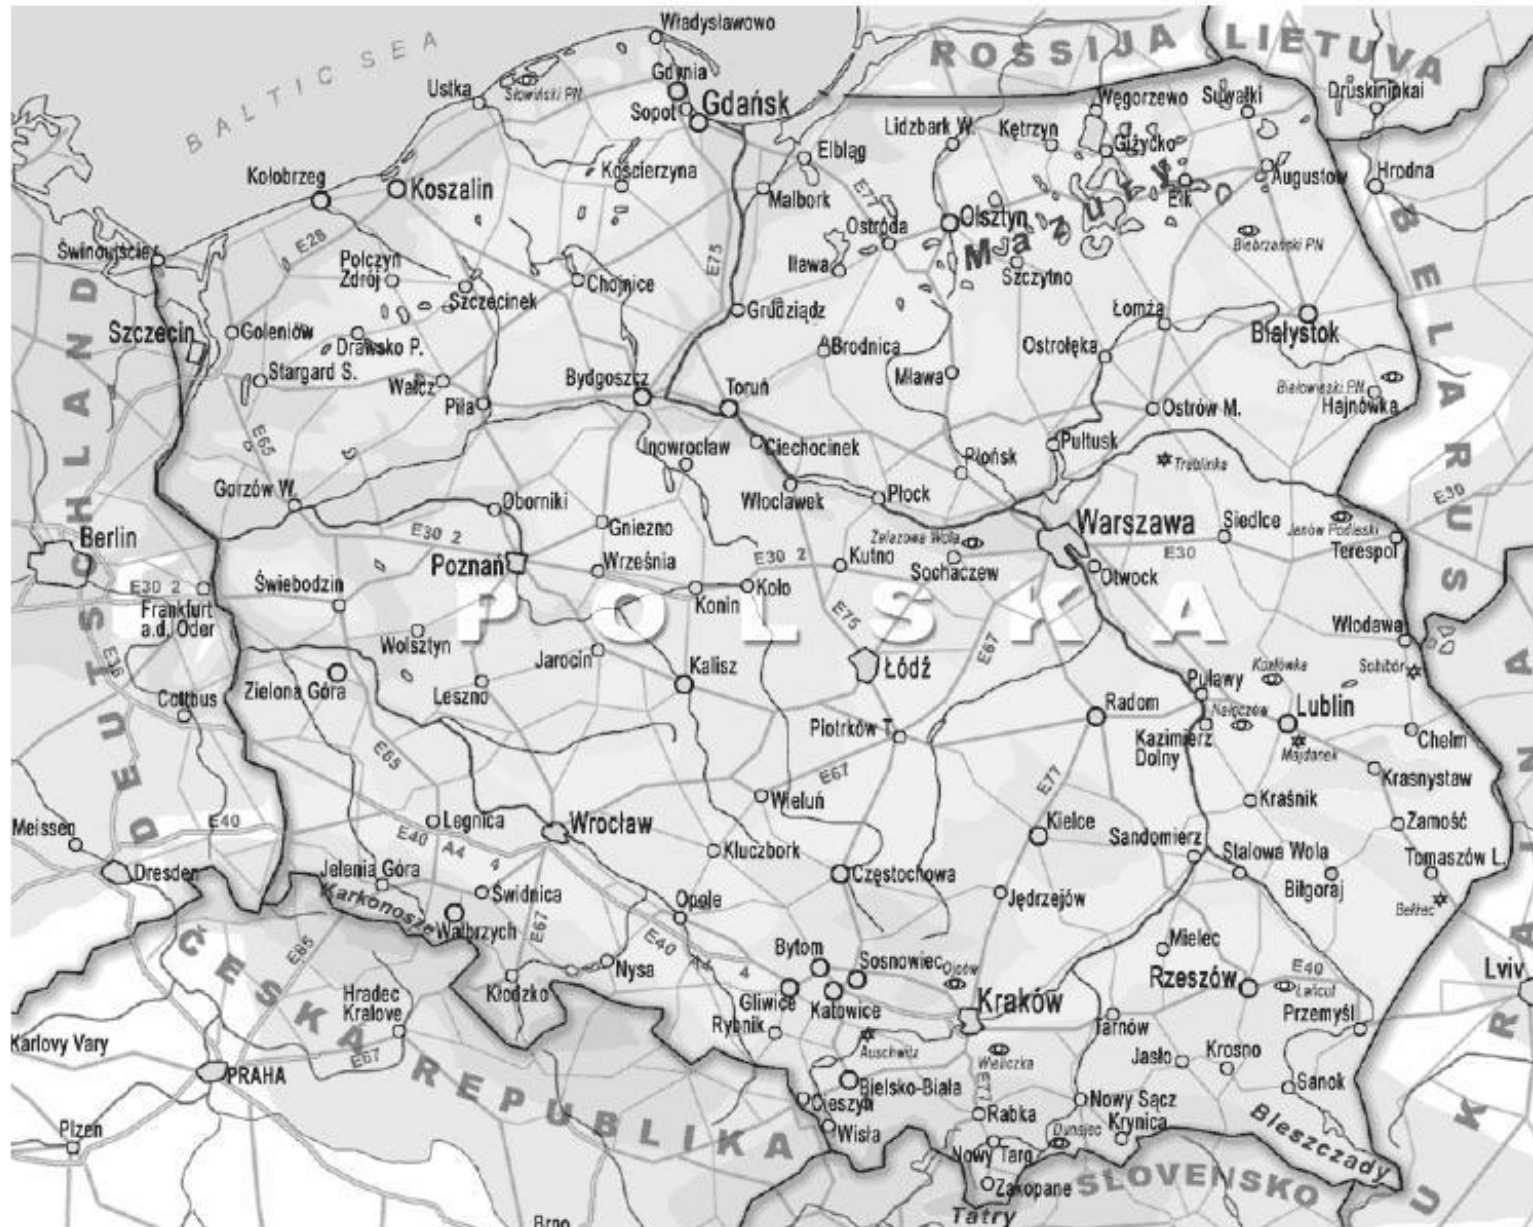 Władysławowo
ROSSIJA
LIETUVA
BALTIC SEA
Gdynia
Ustka
Słowiński PN
Sopot
Gdańsk
Węgorzewo
Suwałki
Druskininkai
Lidzbark W.
Kętrzyn
Elbląg
Giżycko
Kołobrzeg
Koszalin
Kościerzyna
Malbork
E77
Ełk
Augustow
Hrodna
Ostróda
Olsztyn
Mazury
Świnoujście
E28
E75
Biebrzański PN
BELARUS
Połczyn
Zdrój
Szczecinek
Chojnice
Iława
Szczytno
DEUTSCHLAND
Szczecin
Goleniów
Grudziądz
Łomża
Białystok
Drawsko P.
Brodnica
Ostrołęka
Stargard S.
Wałcz
Bydgoszcz
Toruń
Mława
Białowieski PN
Hajnówka
Piła
Ostrów M.
E65
Inowrocław
Ciechocinek
Płońsk
Pułtusk
Treblinka
Gorzów W.
Oborniki
Włocławek
Płock
E30
Gniezno
Warszawa
Siedlce
Janów Podlaski
Berlin
E30 2
Poznań
Września
E30 2
Kutno
Żelazowa Wola
Sochaczew
E30
Terespol
E30 2
Świebodzin
Konin
Koło
Otwock
Frankfurt
a.d. Oder
POLSKA
Włodawa
Wolsztyn
E75
E67
E36
Jarocin
Kalisz
Łódź
Kozłówka
Sobibór
Zielona Góra
Leszno
Puławy
Cottbus
Piotrków T.
Radom
Nałęczów
Lublin
Kazimierz
Dolny
Majdanek
Chełm
E65
E67
E77
Krasnystaw
Wieluń
Kraśnik
Meissen
E40
Legnica
Wrocław
Kielce
Sandomierz
Zamość
E40 A4 4
Kluczbork
Stalowa Wola
Tomaszów L.
Dresden
Jelenia Góra
Świdnica
Częstochowa
Jędrzejów
Biłgoraj
Bełżec
Karkonosze
Opole
Wałbrzych
E67
ČESKA REPUBLIKA
E65
E40 A4 4
Bytom
Sosnowiec
Ojców
Mielec
Nysa
Rzeszów
E40
Łańcut
Lviv
Hradec
Kralove
Kłodzko
Gliwice
Katowice
Kraków
Przemyśl
Rybnik
Tarnów
Karlovy Vary
E67
Auschwitz
Wieliczka
Jasło
Krosno
PRAHA
Bielsko-Biała
E77
Sanok
Cieszyn
Rabka
Nowy Sącz
Plzen
Wisła
Dunajec
Krynica
Bieszczady
Nowy Targ
Zakopane
SLOVENSKO
UKRAJINA
Brno
Tatry